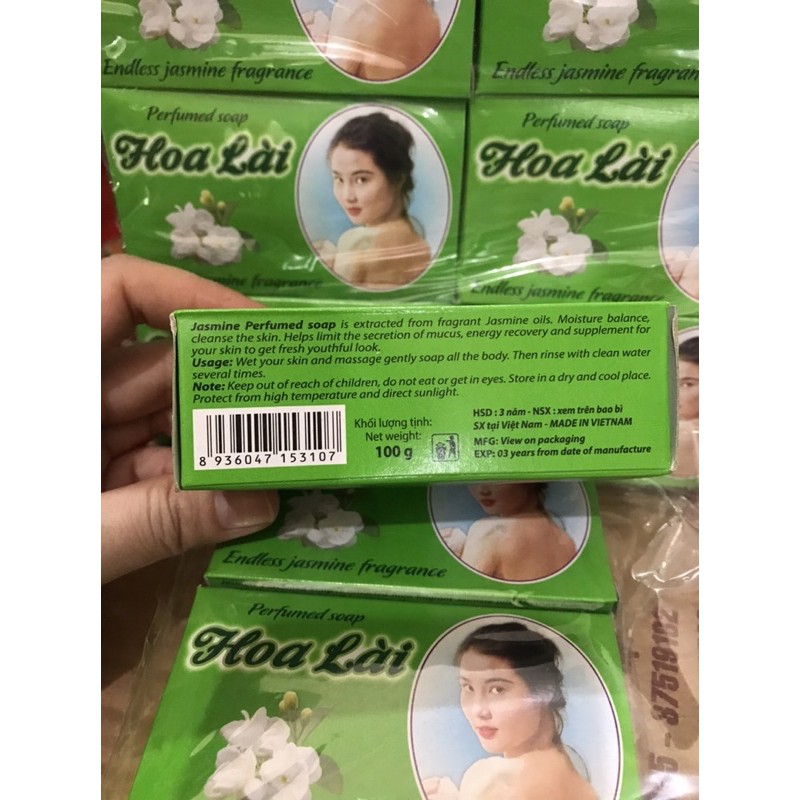 Endless jasmine fragrance
Endless jasmine fragran
Perfumed soap
Hoa Lài
Perfumed soap
Hoa Lài
jasmine fragrance
Endless jasmine fragrance
Jasmine Perfumed soap is extracted from fragrant Jasmine oils. Moisture balance,
cleanse the skin. Helps limit the secretion of mucus, energy recovery and supplement for
your skin to get fresh youthful look.
Usage: Wet your skin and massage gently soap all the body. Then rinse with clean water
several times.
Note: Keep out of reach of children, do not eat or get in eyes. Store in a dry and cool place.
Protect from high temperature and direct sunlight.
8 936047 153107
Khối lượng tịnh:
Net weight:
100 g
HSD : 3 năm - NSX : xem trên bao bì
SX tại Việt Nam - MADE IN VIETNAM
MFG: View on packaging
EXP: 03 years from date of manufacture
Endless jasmine fragrance
Perfumed soap
Hoa Lài